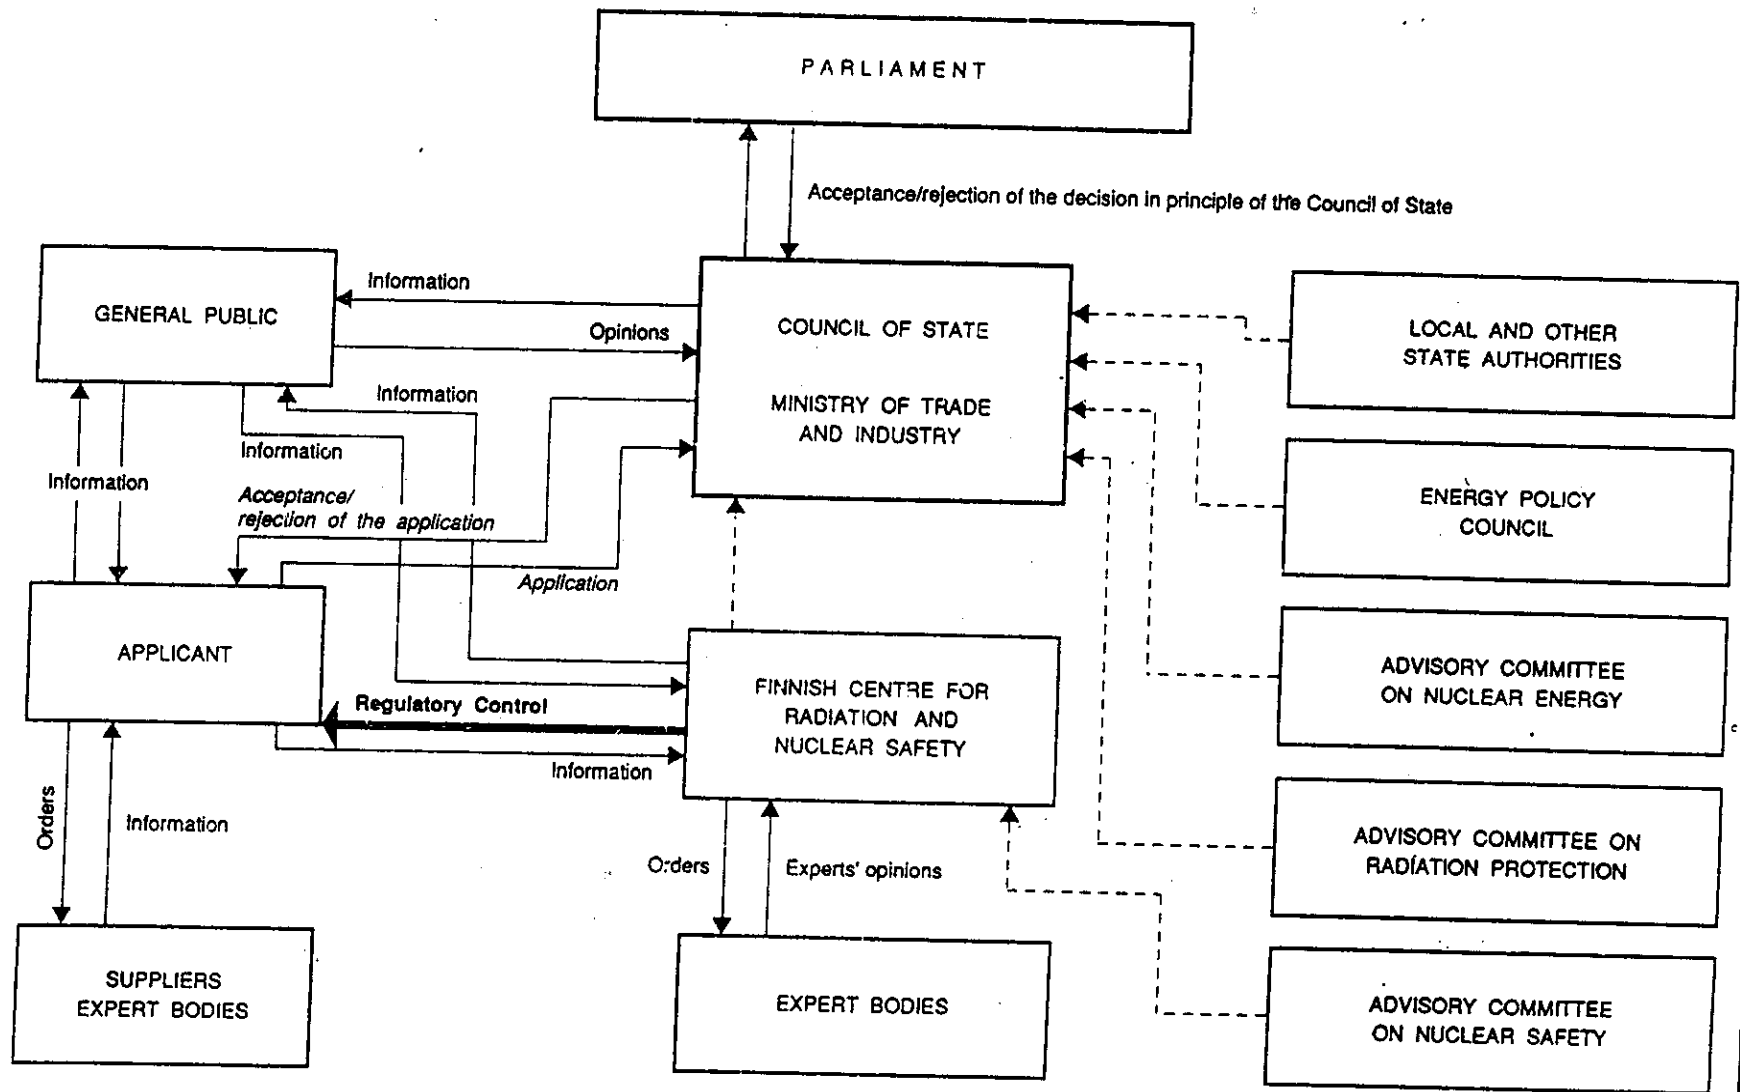 PARLIAMENT
Acceptance/rejection of the decision in principle of the Council of State
GENERAL PUBLIC
Information
Opinions
COUNCIL OF STATE
MINISTRY OF TRADE
AND INDUSTRY
LOCAL AND OTHER
STATE AUTHORITIES
Information
Information
Information
Acceptance/
rejection of the application
Application
ENERGY POLICY
COUNCIL
APPLICANT
Regulatory Control
Information
FINNISH CENTRE FOR
RADIATION AND
NUCLEAR SAFETY
ADVISORY COMMITTEE
ON NUCLEAR ENERGY
Orders
Information
Orders
Experts' opinions
ADVISORY COMMITTEE ON
RADIATION PROTECTION
SUPPLIERS
EXPERT BODIES
EXPERT BODIES
ADVISORY COMMITTEE
ON NUCLEAR SAFETY